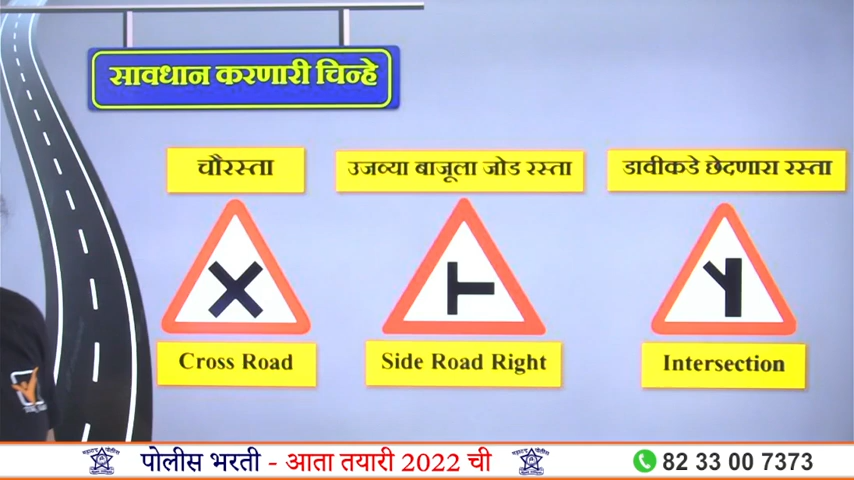 सावधान करणारी चिन्हे
चौरस्ता
उजव्या बाजूला जोड रस्ता
डावीकडे छेदणारा रस्ता
Cross Road
Side Road Right
Intersection
पोलीस भरती - आता तयारी 2022 ची
82 33 00 7373